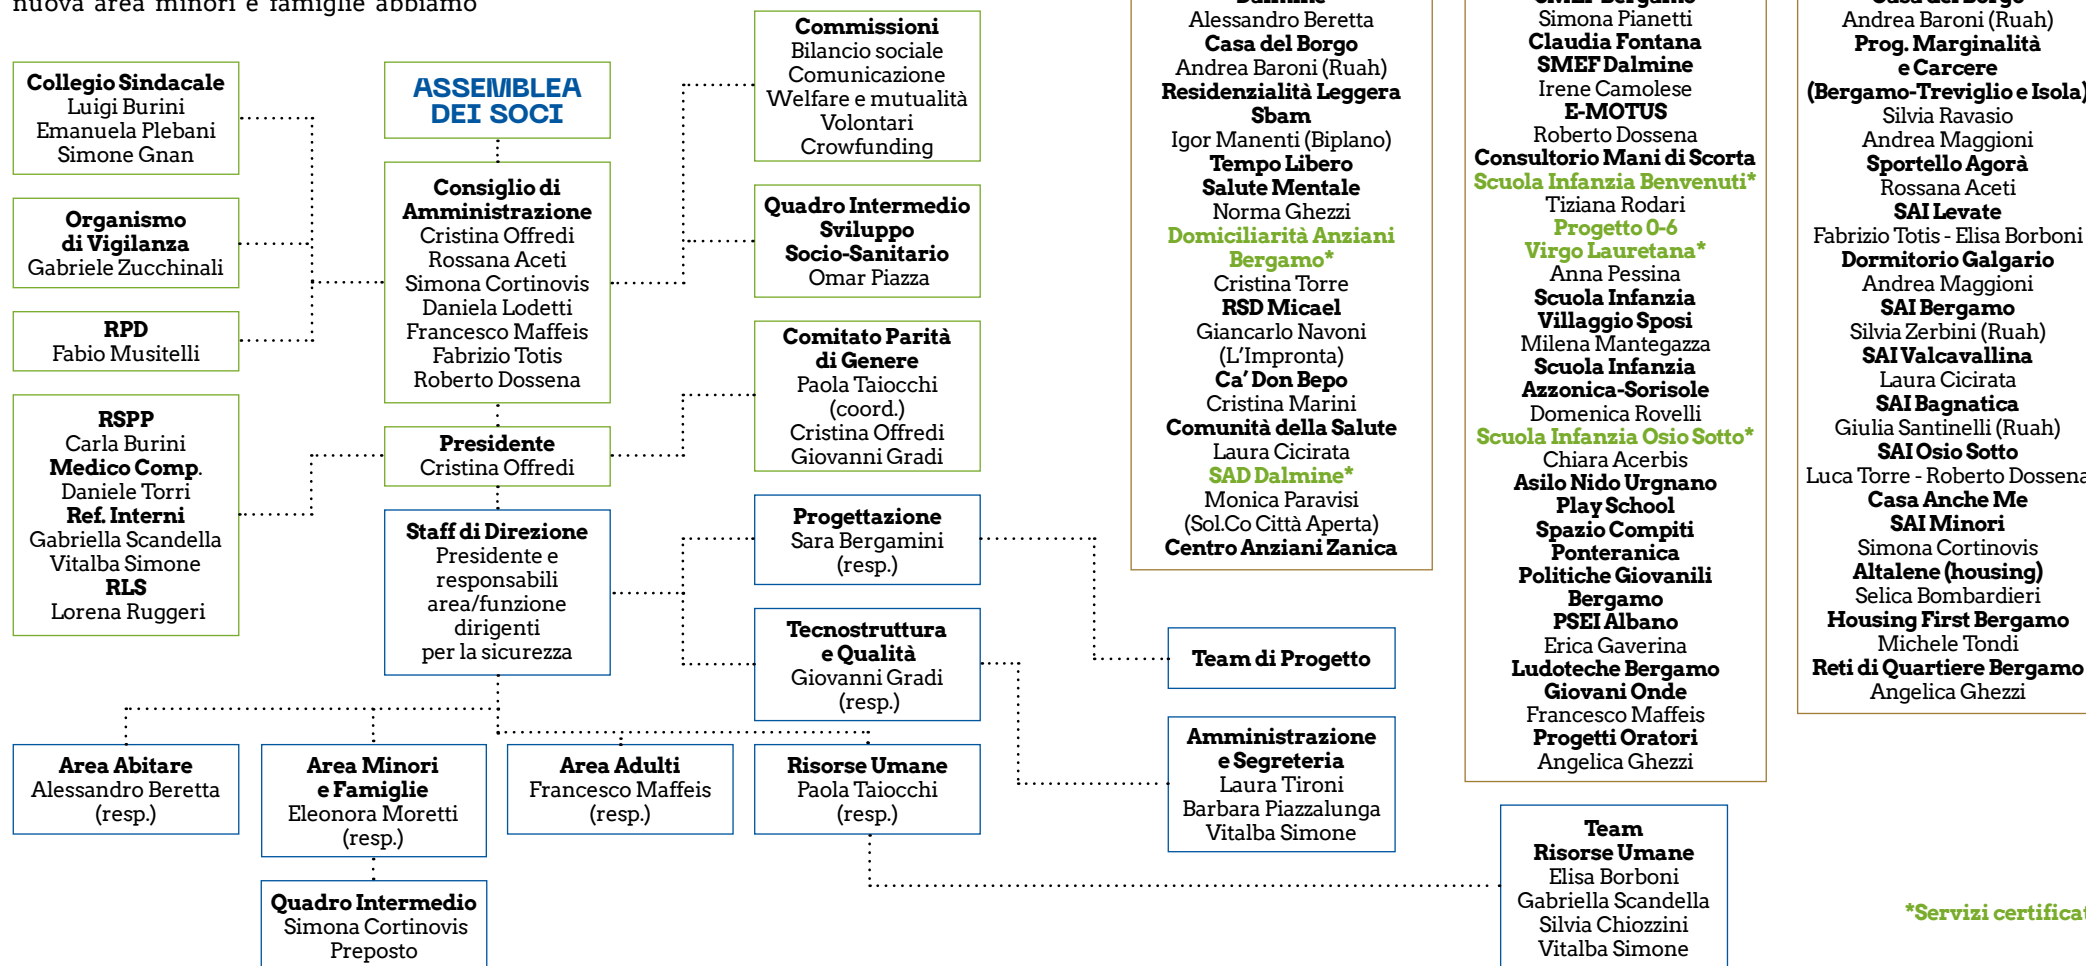 nuova area minori e famiglie abbiamo
Collegio Sindacale
Luigi Burini
Emanuela Plebani
Simone Gnan
Organismo
di Vigilanza
Gabriele Zucchinali
RPD
Fabio Musitelli
RSPP
Carla Burini
Medico Comp.
Daniele Torri
Ref. Interni
Gabriella Scandella
Vitalba Simone
RLS
Lorena Ruggeri
ASSEMBLEA
DEI SOCI
Consiglio di
Amministrazione
Cristina Offredi
Rossana Aceti
Simona Cortinovis
Daniela Lodetti
Francesco Maffeis
Fabrizio Totis
Roberto Dossena
Presidente
Cristina Offredi
Staff di Direzione
Presidente e
responsabili
area/funzione
dirigenti
per la sicurezza
Commissioni
Bilancio sociale
Comunicazione
Welfare e mutualità
Volontari
Crowfunding
Quadro Intermedio
Sviluppo
Socio-Sanitario
Omar Piazza
Comitato Parità
di Genere
Paola Taiocchi
(coord.)
Cristina Offredi
Giovanni Gradi
Progettazione
Sara Bergamini
(resp.)
Tecnostruttura
e Qualità
Giovanni Gradi
(resp.)
Area Abitare
Alessandro Beretta
(resp.)
Area Minori
e Famiglie
Eleonora Moretti
(resp.)
Area Adulti
Francesco Maffeis
(resp.)
Risorse Umane
Paola Taiocchi
(resp.)
Quadro Intermedio
Simona Cortinovis
Preposto
Dalmine
Alessandro Beretta
Casa del Borgo
Andrea Baroni (Ruah)
Residenzialità Leggera
Sbam
Igor Manenti (Biplano)
Tempo Libero
Salute Mentale
Norma Ghezzi
Domiciliarità Anziani
Bergamo*
Cristina Torre
RSD Micael
Giancarlo Navoni
(L'Impronta)
Ca' Don Bepo
Cristina Marini
Comunità della Salute
Laura Cicirata
SAD Dalmine*
Monica Paravisi
(Sol.Co Città Aperta)
Centro Anziani Zanica
Team di Progetto
Amministrazione
e Segreteria
Laura Tironi
Barbara Piazzalunga
Vitalba Simone
SMEF Bergamo
Simona Pianetti
Claudia Fontana
SMEF Dalmine
Irene Camolese
E-MOTUS
Roberto Dossena
Consultorio Mani di Scorta
Scuola Infanzia Benvenuti*
Tiziana Rodari
Progetto 0-6
Virgo Lauretana*
Anna Pessina
Scuola Infanzia
Villaggio Sposi
Milena Mantegazza
Scuola Infanzia
Azzonica-Sorisole
Domenica Rovelli
Scuola Infanzia Osio Sotto*
Chiara Acerbis
Asilo Nido Urgnano
Play School
Spazio Compiti
Ponteranica
Politiche Giovanili
Bergamo
PSEI Albano
Erica Gaverina
Ludoteche Bergamo
Giovani Onde
Francesco Maffeis
Progetti Oratori
Angelica Ghezzi
Team
Risorse Umane
Elisa Borboni
Gabriella Scandella
Silvia Chiozzini
Vitalba Simone
Casa del Borgo
Andrea Baroni (Ruah)
Prog. Marginalità
e Carcere
(Bergamo-Treviglio e Isola)
Silvia Ravasio
Andrea Maggioni
Sportello Agorà
Rossana Aceti
SAI Levate
Fabrizio Totis - Elisa Borboni
Dormitorio Galgario
Andrea Maggioni
SAI Bergamo
Silvia Zerbini (Ruah)
SAI Valcavallina
Laura Cicirata
SAI Bagnatica
Giulia Santinelli (Ruah)
SAI Osio Sotto
Luca Torre - Roberto Dossena
Casa Anche Me
SAI Minori
Simona Cortinovis
Altalene (housing)
Selica Bombardieri
Housing First Bergamo
Michele Tondi
Reti di Quartiere Bergamo
Angelica Ghezzi
*Servizi certificat